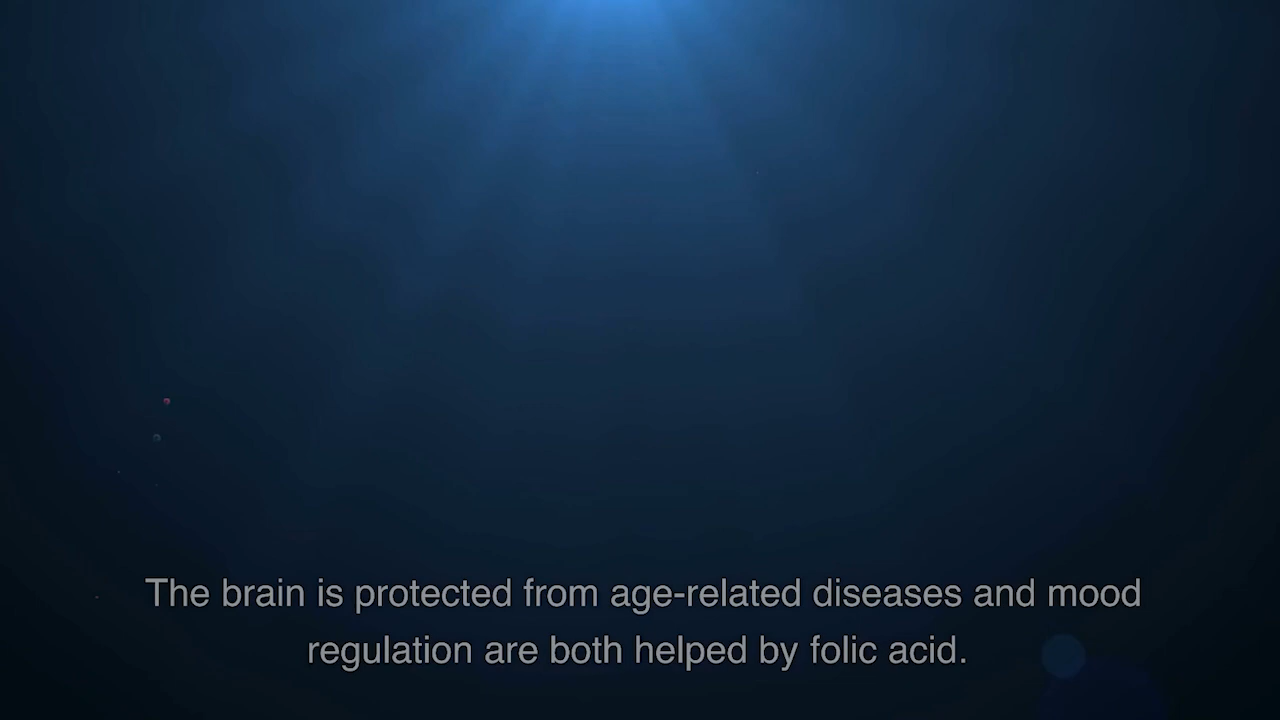 The brain is protected from age-related diseases and mood
regulation are both helped by folic acid.